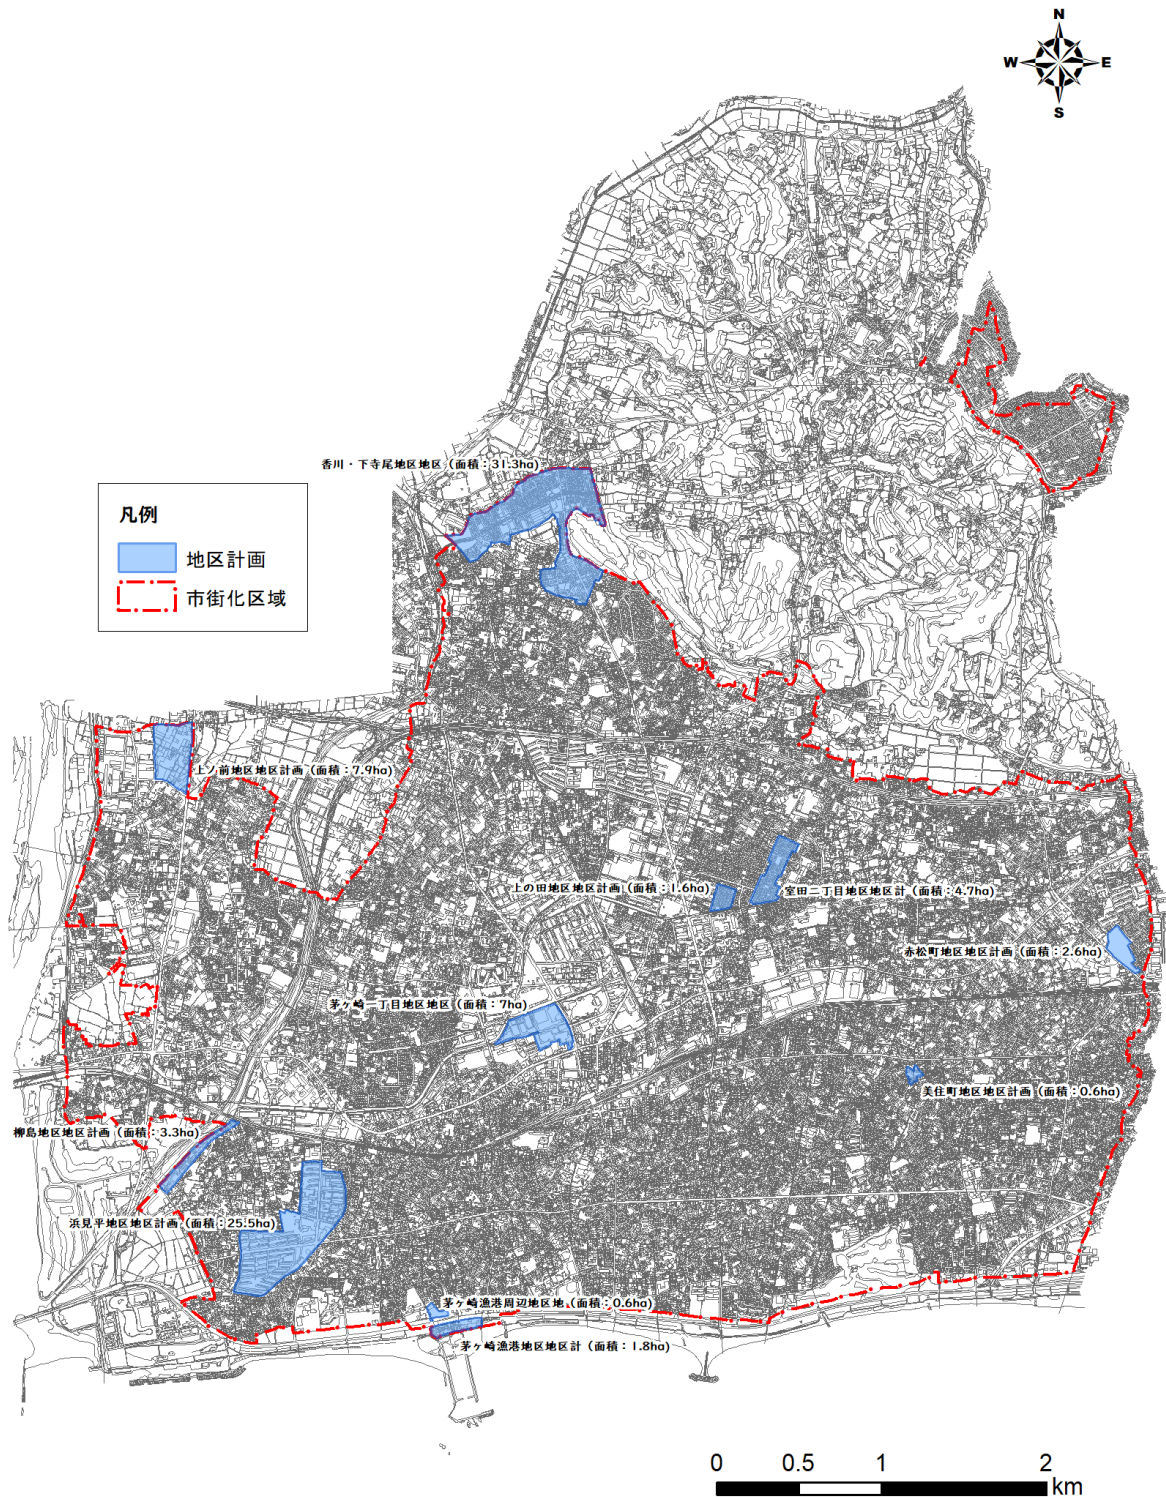 N
W E
S
香川・下寺尾地区地区 (面積：31.3ha)
凡例
地区計画
市街化区域
上ノ前地区地区計画 (面積：7.9ha)
上の田地区地区計画 (面積：1.6ha)
室田二丁目地区地区計 (面積：4.7ha)
赤松町地区地区計画 (面積：2.6ha)
茅ヶ崎一丁目地区地区 (面積：7ha)
美住町地区地区計画 (面積：0.6ha)
柳島地区地区計画 (面積：3.3ha)
浜見平地区地区計画 (面積：25.5ha)
茅ヶ崎漁港周辺地区地 (面積：0.6ha)
茅ヶ崎漁港地区地区計 (面積：1.8ha)
0 0.5 1 2
km